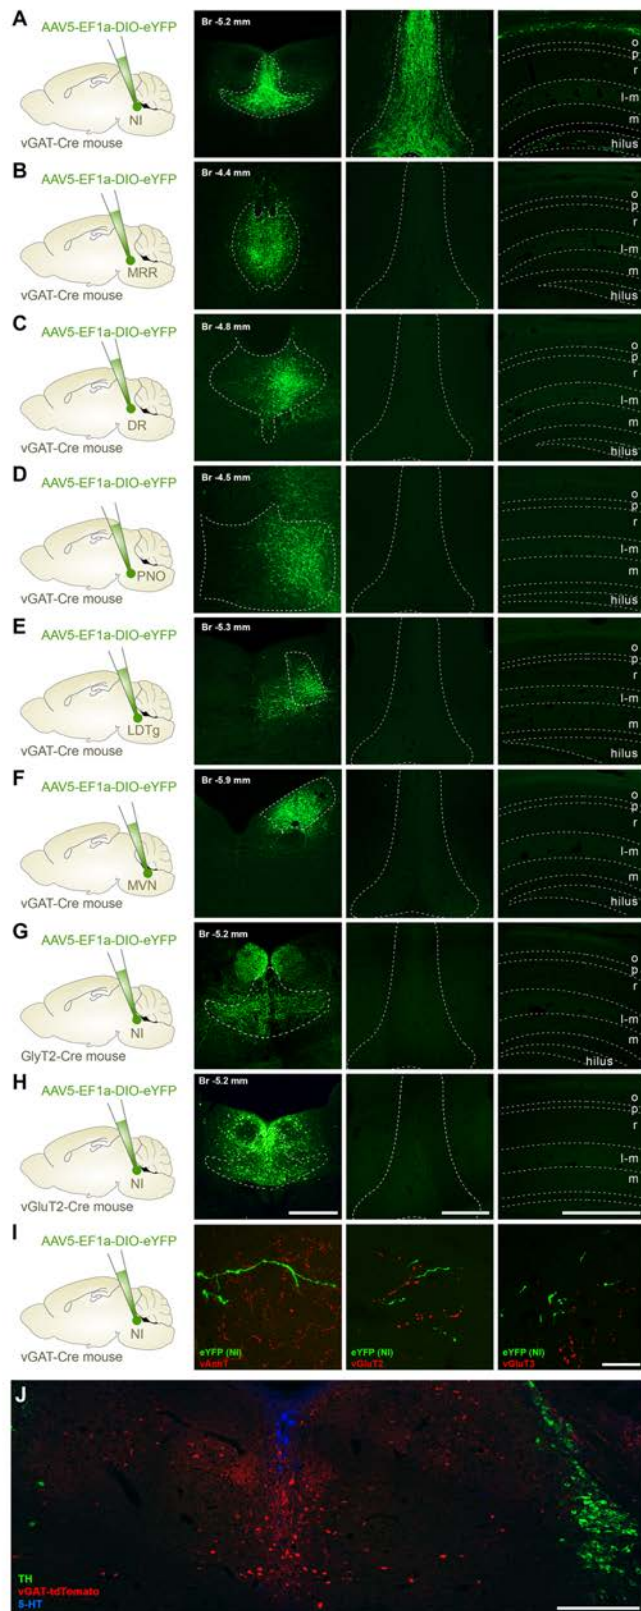 A
AAV5-EF1a-DIO-eYFP
NI
vGAT-Cre mouse
Br -5.2 mm
o
p
r
l-m
m
hilus
B
AAV5-EF1a-DIO-eYFP
MRR
vGAT-Cre mouse
Br -4.4 mm
o
p
r
l-m
m
hilus
C
AAV5-EF1a-DIO-eYFP
DR
vGAT-Cre mouse
Br -4.8 mm
o
p
r
l-m
m
hilus
D
AAV5-EF1a-DIO-eYFP
PNO
vGAT-Cre mouse
Br -4.5 mm
o
p
r
l-m
m
hilus
E
AAV5-EF1a-DIO-eYFP
LDTg
vGAT-Cre mouse
Br -5.3 mm
o
p
r
l-m
m
hilus
F
AAV5-EF1a-DIO-eYFP
MVN
vGAT-Cre mouse
Br -5.9 mm
o
p
r
l-m
m
hilus
G
AAV5-EF1a-DIO-eYFP
NI
GlyT2-Cre mouse
Br -5.2 mm
o
p
r
l-m
m
hilus
H
AAV5-EF1a-DIO-eYFP
NI
vGluT2-Cre mouse
Br -5.2 mm
o
p
r
l-m
m
I
AAV5-EF1a-DIO-eYFP
NI
vGAT-Cre mouse
eYFP (NI)
vAChT
eYFP (NI)
vGluT2
eYFP (NI)
vGluT3
J
TH
vGAT-tdTomato
5-HT